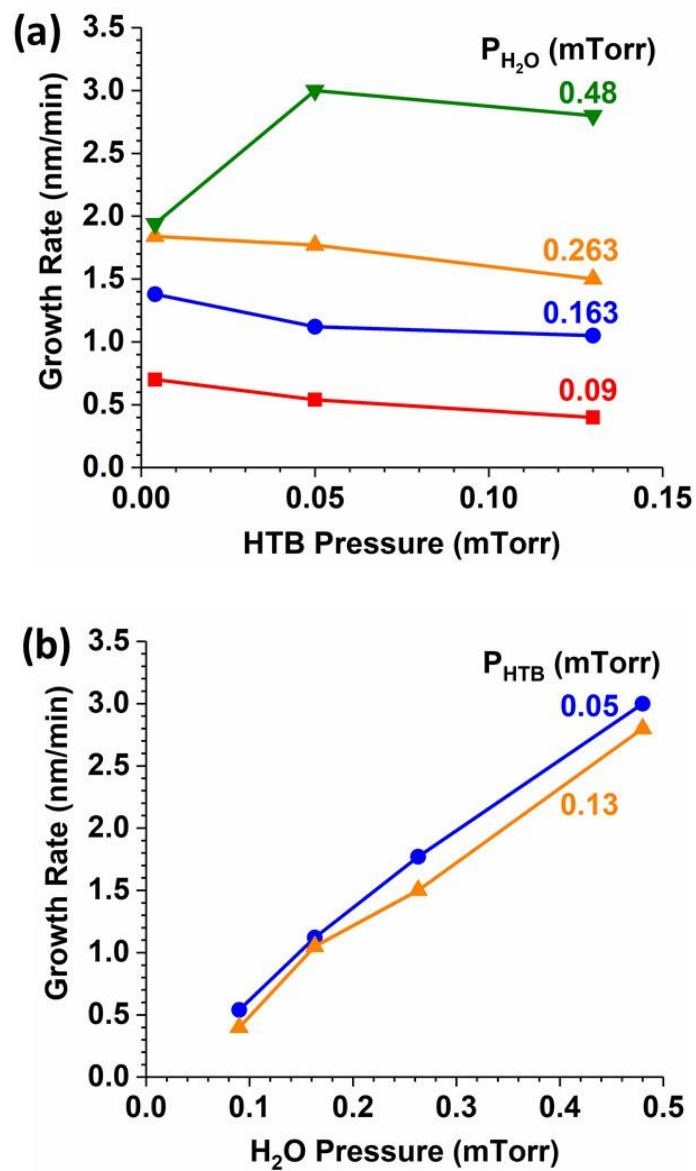 (a)
P_H₂O (mTorr)
0.48
0.263
0.163
0.09
Growth Rate (nm/min)
3.5
3.0
2.5
2.0
1.5
1.0
0.5
0.0
0.00 0.05 0.10 0.15
HTB Pressure (mTorr)
(b)
P_HTB (mTorr)
0.05
0.13
Growth Rate (nm/min)
3.5
3.0
2.5
2.0
1.5
1.0
0.5
0.0
0.0 0.1 0.2 0.3 0.4 0.5
H₂O Pressure (mTorr)